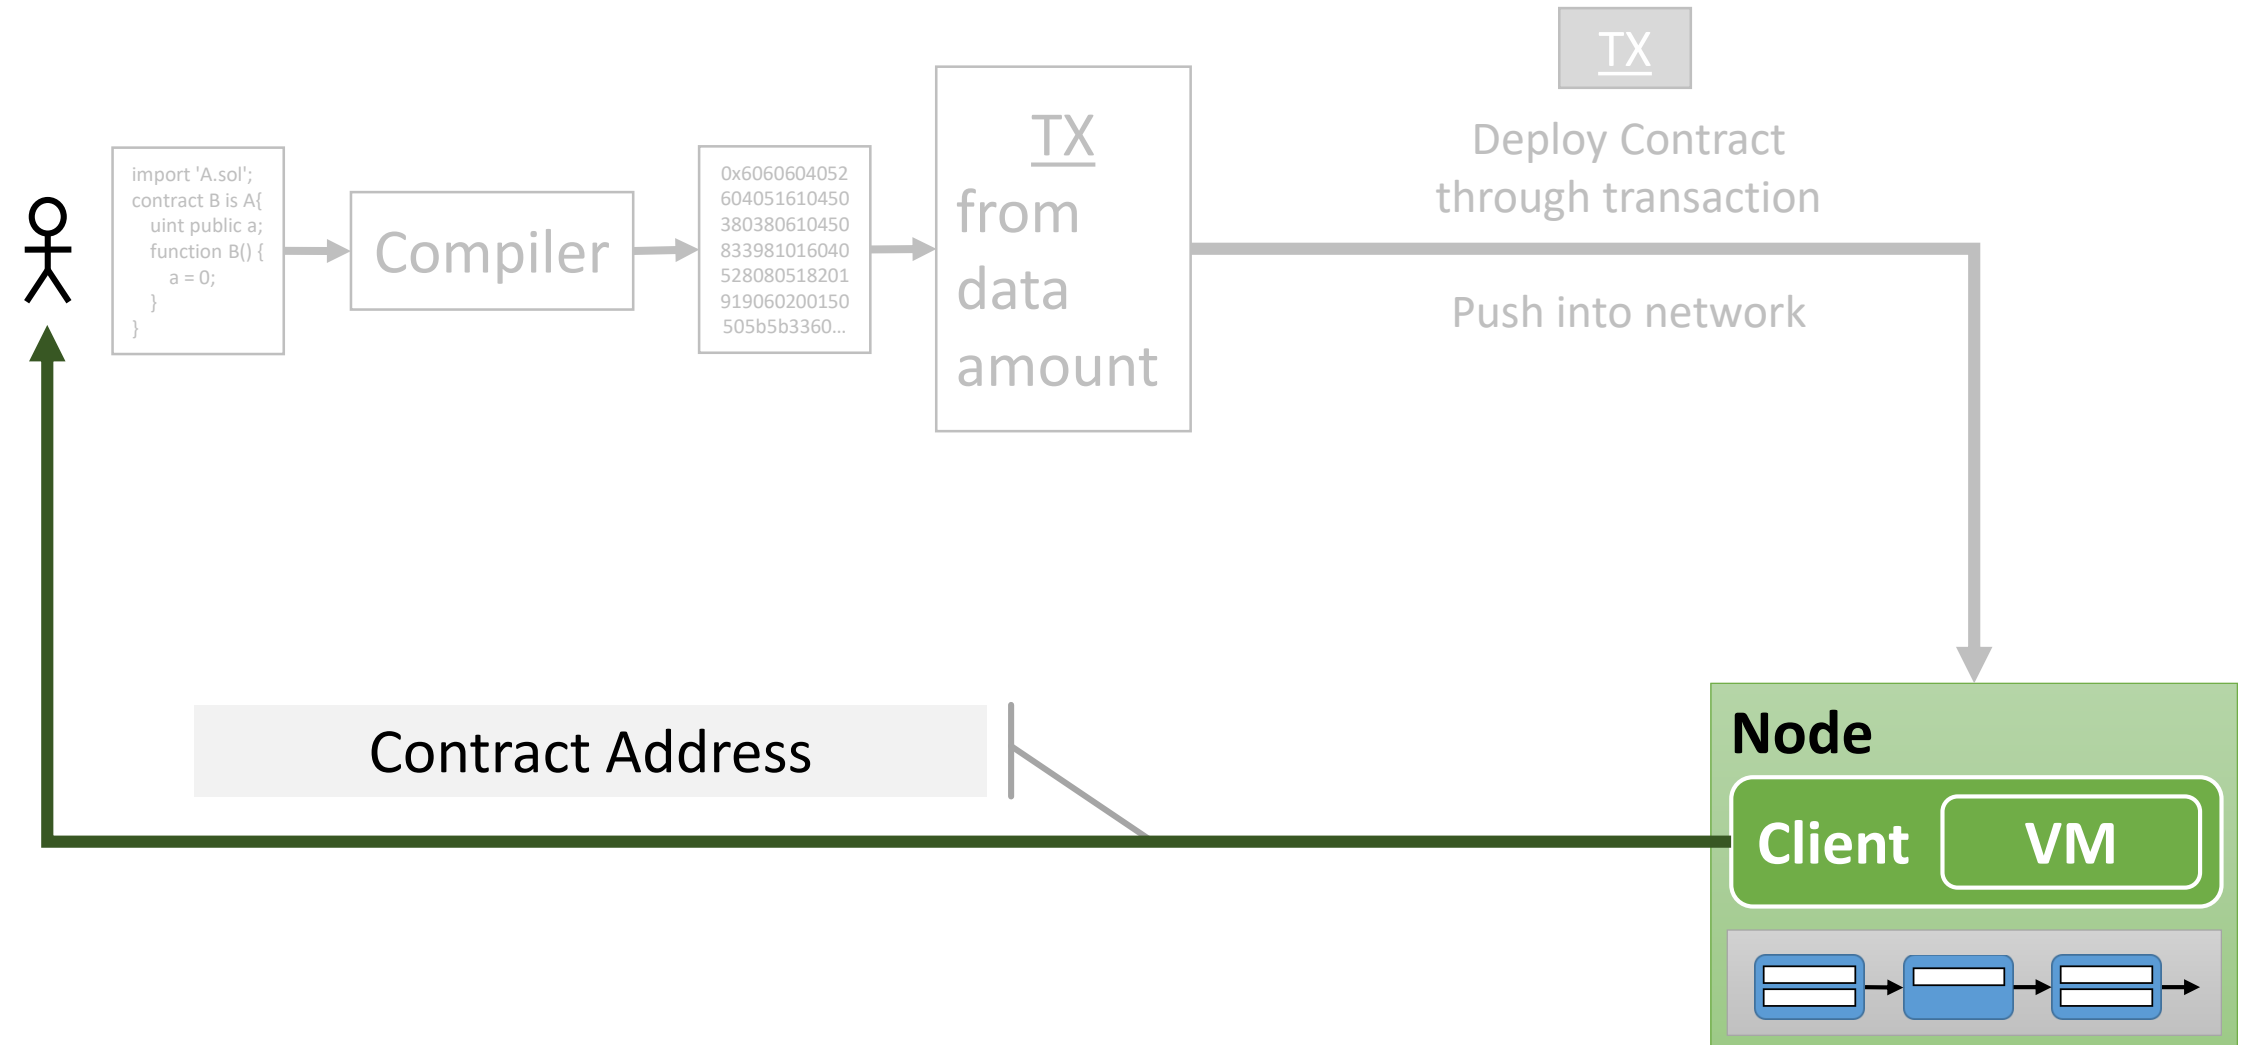 import 'A.sol';
contract B is A{
uint public a;
function B() {
a = 0;
}
}
Compiler
0x6060604052
604051610450
380380610450
833981016040
528080518201
919060200150
505b5b3360...
TX
from
data
amount
TX
Deploy Contract
through transaction
Push into network
Contract Address
Node
Client
VM